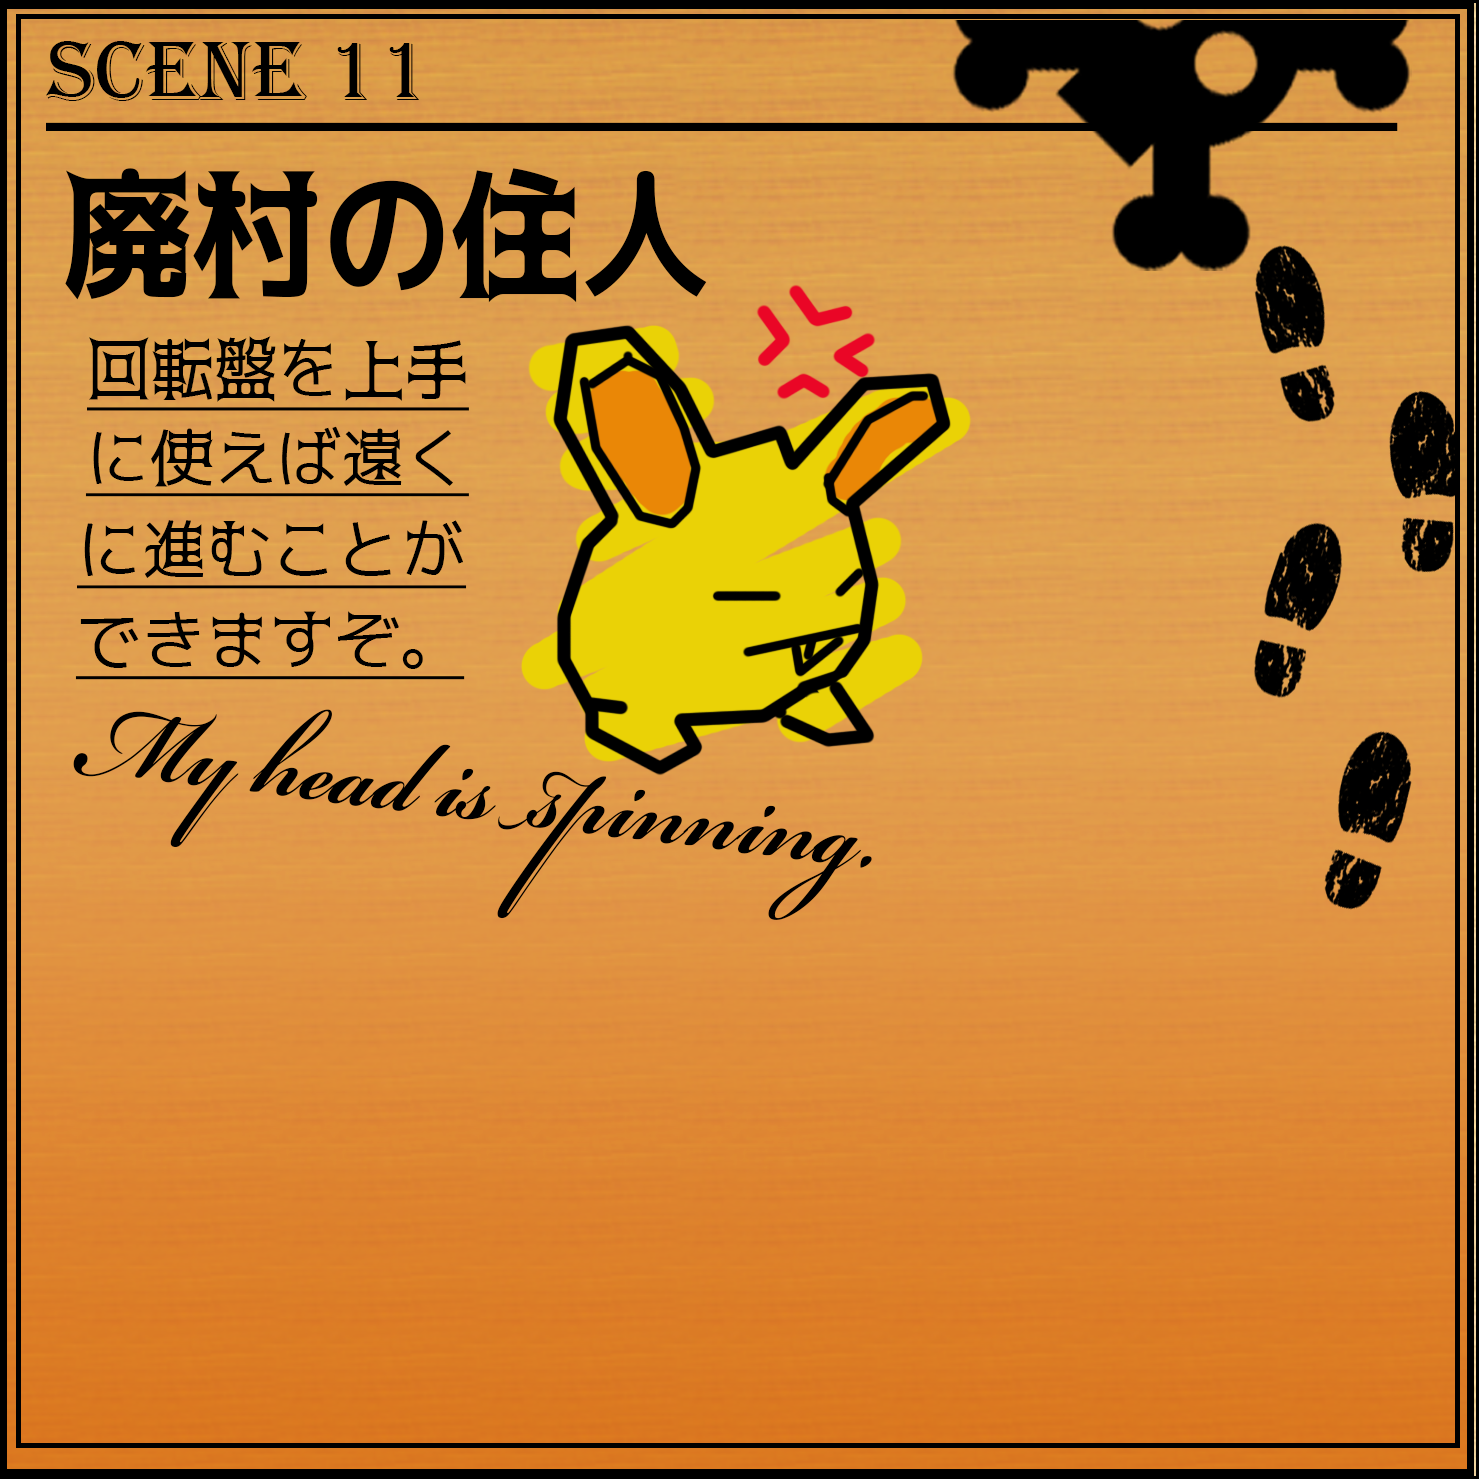 SCENE 11
廃村の住人
回転盤を上手
に使えば遠く
に進むことが
できますぞ。
My head is spinning.